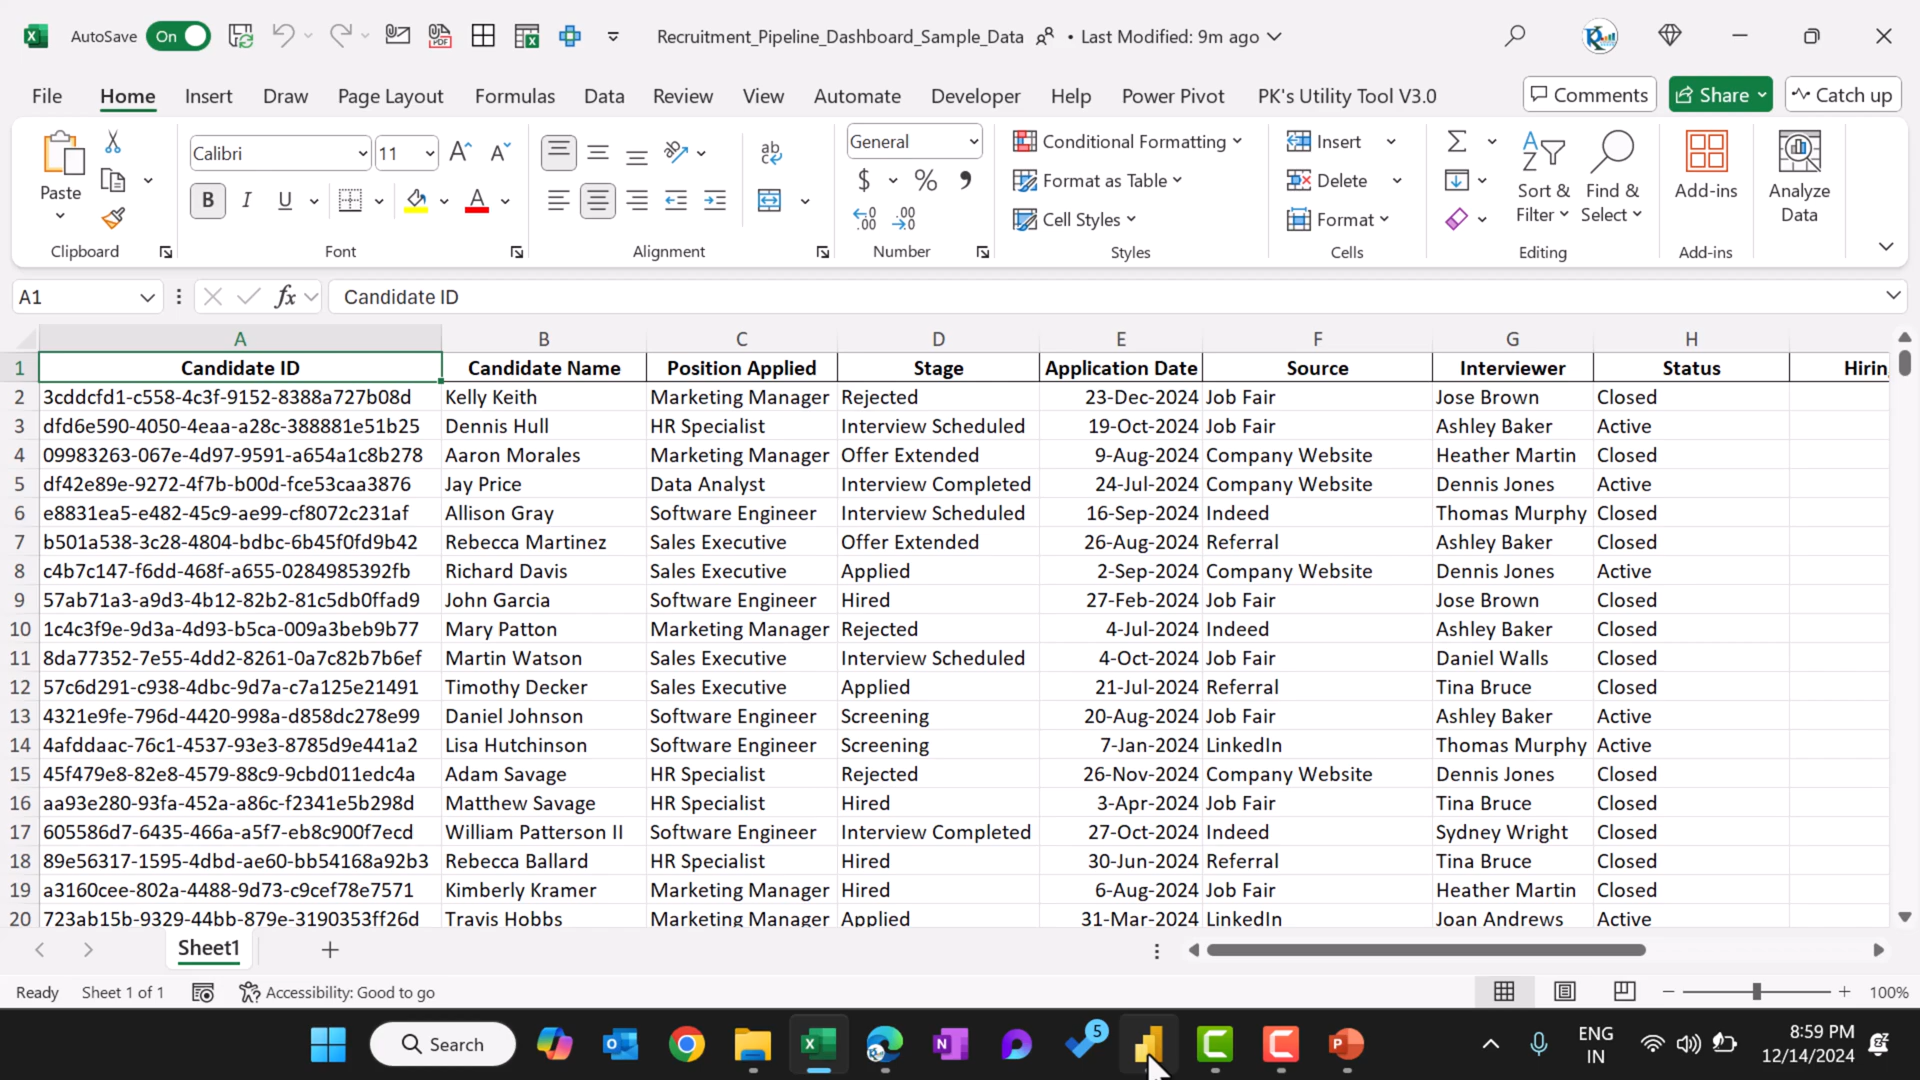 AutoSave On Recruitment_Pipeline_Dashboard_Sample_Data • Last Modified: 9m ago
File Home Insert Draw Page Layout Formulas Data Review View Automate Developer Help Power Pivot PK's Utility Tool V3.0 Comments Share Catch up
Paste
Clipboard
Calibri 11
B I U A
Font
ab
Alignment
General
$ % 9
Number
Conditional Formatting
Format as Table
Cell Styles
Styles
Insert
Delete
Format
Cells
Sort & Filter
Find & Select
Editing
Add-ins
Add-ins
Analyze Data
A1 fx Candidate ID
A B C D E F G H
1 Candidate ID Candidate Name Position Applied Stage Application Date Source Interviewer Status Hirin
2 3cddcfd1-c558-4c3f-9152-8388a727b08d Kelly Keith Marketing Manager Rejected 23-Dec-2024 Job Fair Jose Brown Closed
3 dfd6e590-4050-4eaa-a28c-388881e51b25 Dennis Hull HR Specialist Interview Scheduled 19-Oct-2024 Job Fair Ashley Baker Active
4 09983263-067e-4d97-9591-a654a1c8b278 Aaron Morales Marketing Manager Offer Extended 9-Aug-2024 Company Website Heather Martin Closed
5 df42e89e-9272-4f7b-b00d-fce53caa3876 Jay Price Data Analyst Interview Completed 24-Jul-2024 Company Website Dennis Jones Active
6 e8831ea5-e482-45c9-ae99-cf8072c231af Allison Gray Software Engineer Interview Scheduled 16-Sep-2024 Indeed Thomas Murphy Closed
7 b501a538-3c28-4804-bdbc-6b45f0fd9b42 Rebecca Martinez Sales Executive Offer Extended 26-Aug-2024 Referral Ashley Baker Closed
8 c4b7c147-f6dd-468f-a655-0284985392fb Richard Davis Sales Executive Applied 2-Sep-2024 Company Website Dennis Jones Active
9 57ab71a3-a9d3-4b12-82b2-81c5db0ffad9 John Garcia Software Engineer Hired 27-Feb-2024 Job Fair Jose Brown Closed
10 1c4c3f9e-9d3a-4d93-b5ca-009a3beb9b77 Mary Patton Marketing Manager Rejected 4-Jul-2024 Indeed Ashley Baker Closed
11 8da77352-7e55-4dd2-8261-0a7c82b7b6ef Martin Watson Sales Executive Interview Scheduled 4-Oct-2024 Job Fair Daniel Walls Closed
12 57c6d291-c938-4dbc-9d7a-c7a125e21491 Timothy Decker Sales Executive Applied 21-Jul-2024 Referral Tina Bruce Closed
13 4321e9fe-796d-4420-998a-d858dc278e99 Daniel Johnson Software Engineer Screening 20-Aug-2024 Job Fair Ashley Baker Active
14 4afddaac-76c1-4537-93e3-8785d9e441a2 Lisa Hutchinson Software Engineer Screening 7-Jan-2024 LinkedIn Thomas Murphy Active
15 45f479e8-82e8-4579-88c9-9cbd011edc4a Adam Savage HR Specialist Rejected 26-Nov-2024 Company Website Dennis Jones Closed
16 aa93e280-93fa-452a-a86c-f2341e5b298d Matthew Savage HR Specialist Hired 3-Apr-2024 Job Fair Tina Bruce Closed
17 605586d7-6435-466a-a5f7-eb8c900f7ecd William Patterson II Software Engineer Interview Completed 27-Oct-2024 Indeed Sydney Wright Closed
18 89e56317-1595-4dbd-ae60-bb54168a92b3 Rebecca Ballard HR Specialist Hired 30-Jun-2024 Referral Tina Bruce Closed
19 a3160cee-802a-4488-9d73-c9cef78e7571 Kimberly Kramer Marketing Manager Hired 6-Aug-2024 Job Fair Heather Martin Closed
20 723ab15b-9329-44bb-879e-3190353ff26d Travis Hobbs Marketing Manager Applied 31-Mar-2024 LinkedIn Joan Andrews Active
Sheet1
Ready Sheet 1 of 1 Accessibility: Good to go 100%
Search 5 ENG IN 8:59 PM 12/14/2024